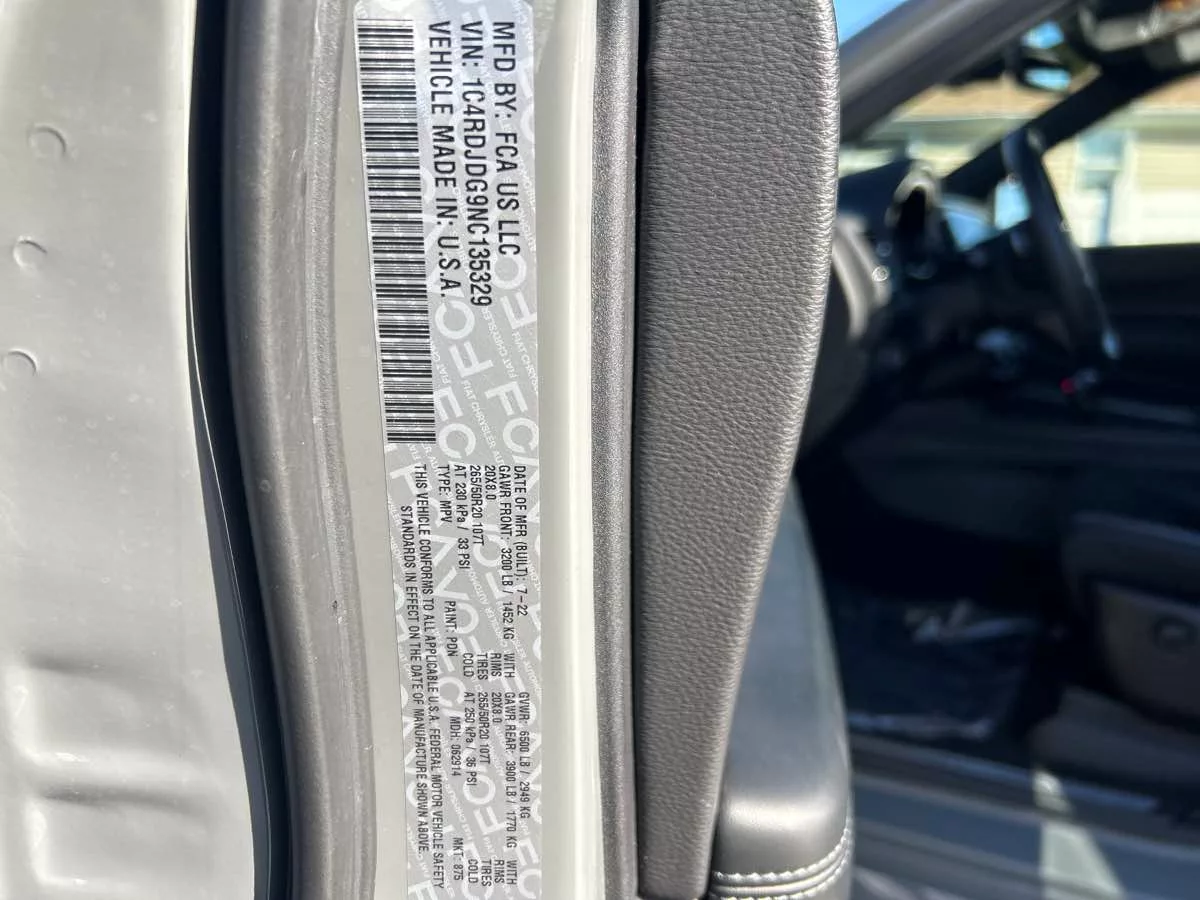 MFD BY: FCA US LLC
VIN: 1C4RDJDG9NC135329
VEHICLE MADE IN: U.S.A.
DATE OF MFR (BUILT): 7-22 GVWR: 6500 LB / 2949 KG
GAWR FRONT: 3200 LB / 1452 KG WITH GAWR REAR: 3900 LB / 1770 KG WITH
20X8.0 RIMS 20X8.0 RIMS
265/50R20 107T TIRES 265/50R20 107T TIRES
AT 230 kPa / 33 PSI COLD AT 250 kPa / 36 PSI COLD
TYPE: MPV PAINT: PDN MDH: 062914 MKT: 875
THIS VEHICLE CONFORMS TO ALL APPLICABLE U.S.A. FEDERAL MOTOR VEHICLE SAFETY
STANDARDS IN EFFECT ON THE DATE OF MANUFACTURE SHOWN ABOVE.